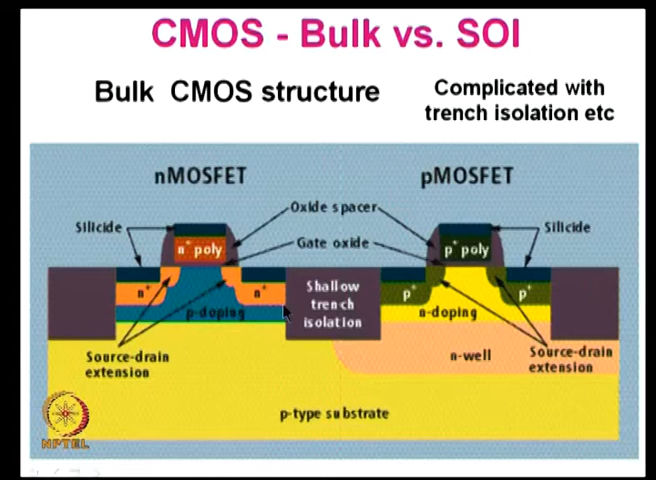 CMOS - Bulk vs. SOI
Bulk CMOS structure
Complicated with
trench isolation etc
nMOSFET
pMOSFET
Oxide spacer
Silicide
Silicide
n+ poly
Gate oxide
p+ poly
n+
n+
Shallow
trench
isolation
p+
p+
p-doping
n-doping
Source-drain
extension
n-well
Source-drain
extension
p-type substrate
NPTEL